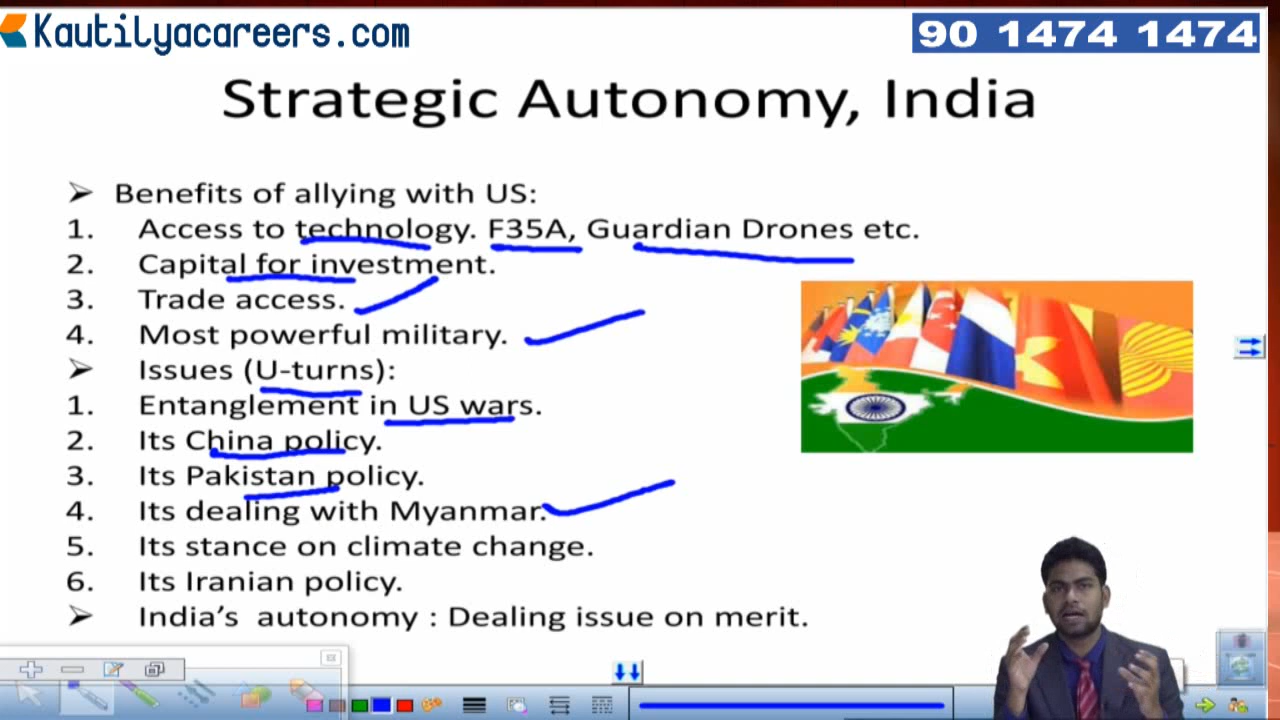 Kautilyacareers.com
90 1474 1474
Strategic Autonomy, India
➤ Benefits of allying with US:
1. Access to technology. F35A, Guardian Drones etc.
2. Capital for investment.
3. Trade access.
4. Most powerful military.
➤ Issues (U-turns):
1. Entanglement in US wars.
2. Its China policy.
3. Its Pakistan policy.
4. Its dealing with Myanmar.
5. Its stance on climate change.
6. Its Iranian policy.
➤ India’s autonomy : Dealing issue on merit.